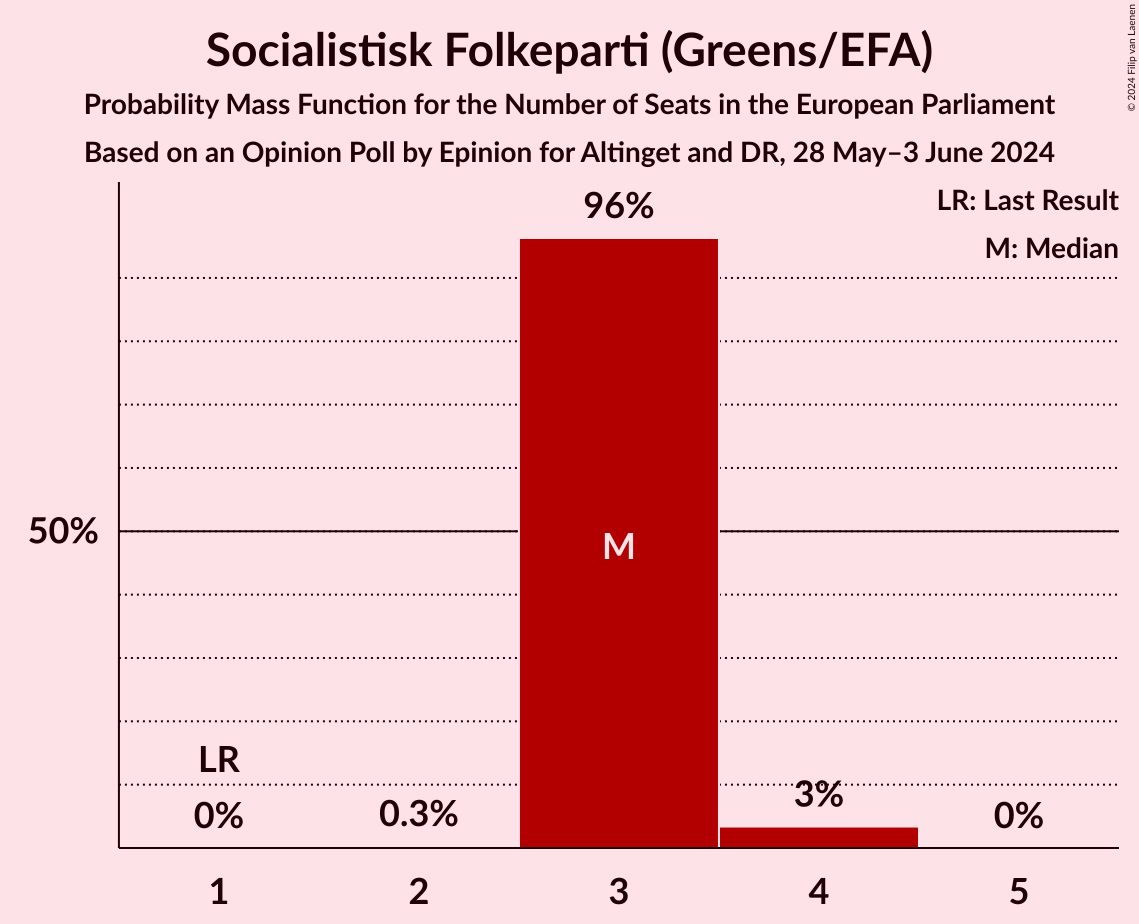 Socialistisk Folkeparti (Greens/EFA)
Probability Mass Function for the Number of Seats in the European Parliament
Based on an Opinion Poll by Epinion for Altinget and DR, 28 May–3 June 2024
© 2024 Filip van Laenen
LR: Last Result
M: Median
96%
50%
M
LR
0%
0.3%
3%
0%
1
2
3
4
5